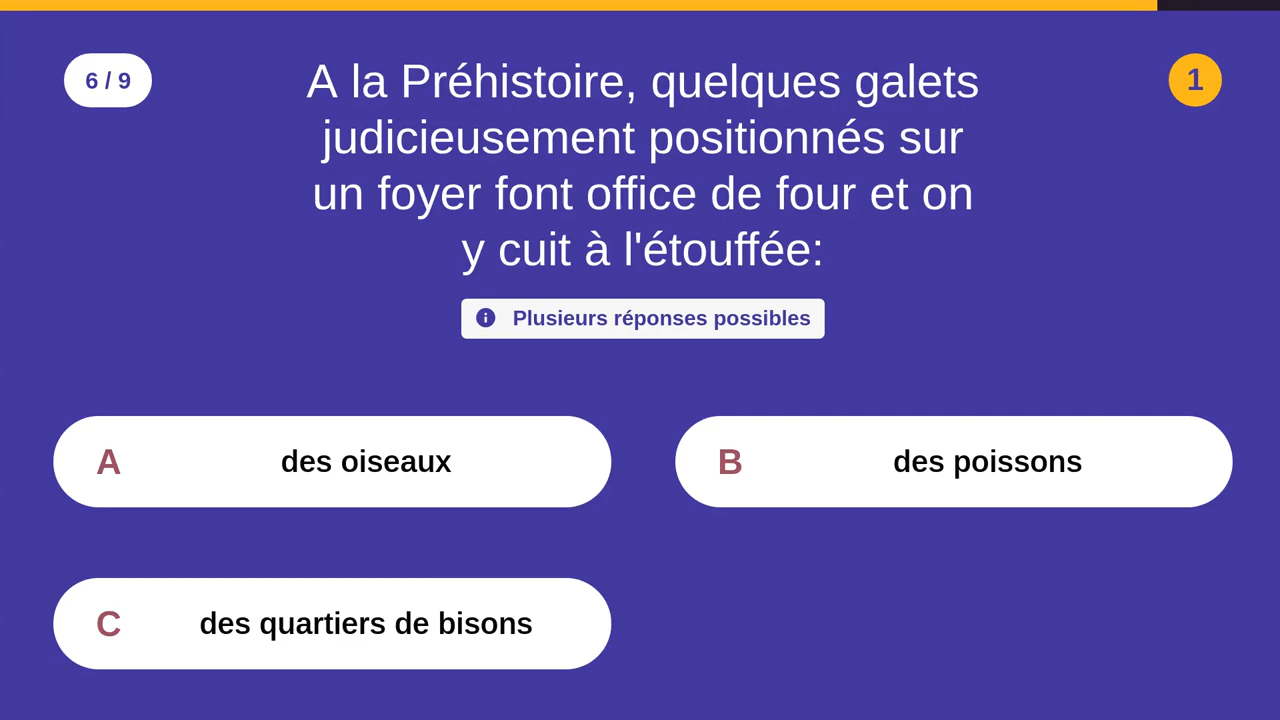 6 / 9
A la Préhistoire, quelques galets
judicieusement positionnés sur
un foyer font office de four et on
y cuit à l'étouffée:
1
Plusieurs réponses possibles
A des oiseaux
B des poissons
C des quartiers de bisons